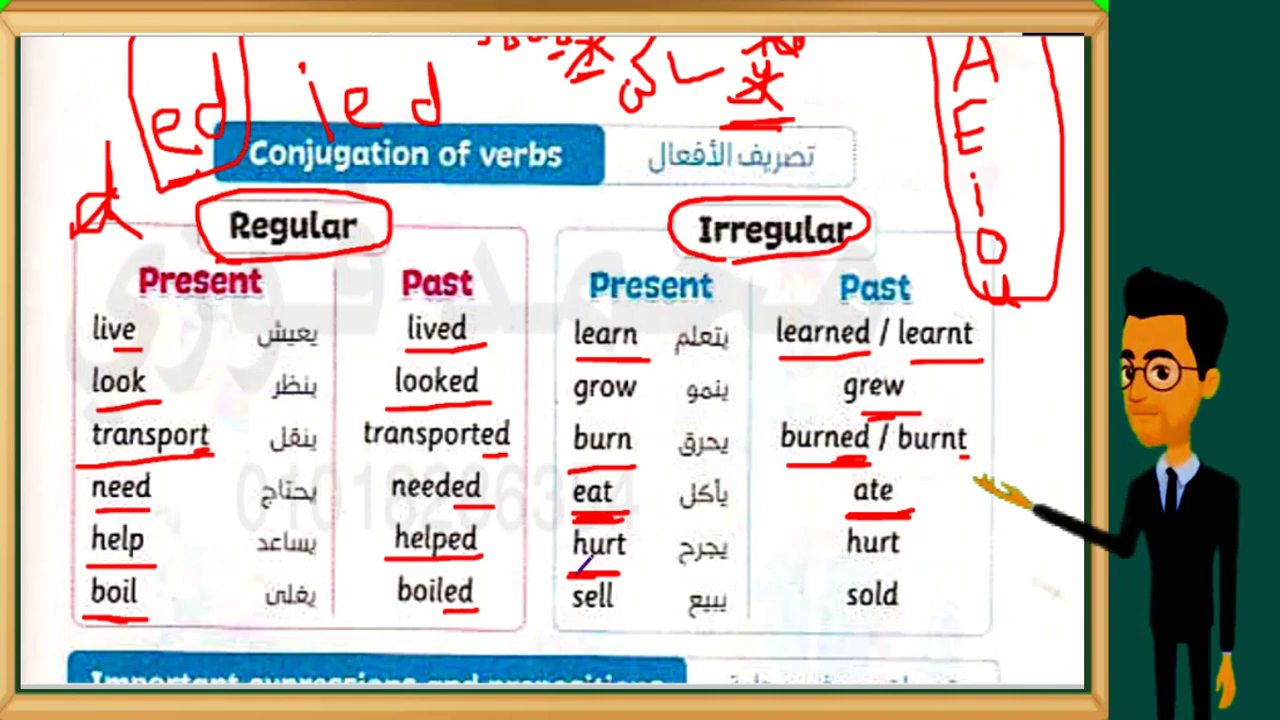 ed ied
A
E
i
O
u
d
Conjugation of verbs تصريف الأفعال
Regular Irregular
Present Past Present Past
live يعيش lived learn يتعلم learned / learnt
look ينظر looked grow ينمو grew
transport ينقل transported burn يحرق burned / burnt
need يحتاج needed eat يأكل ate
help يساعد helped hurt يجرح hurt
boil يغلى boiled sell يبيع sold